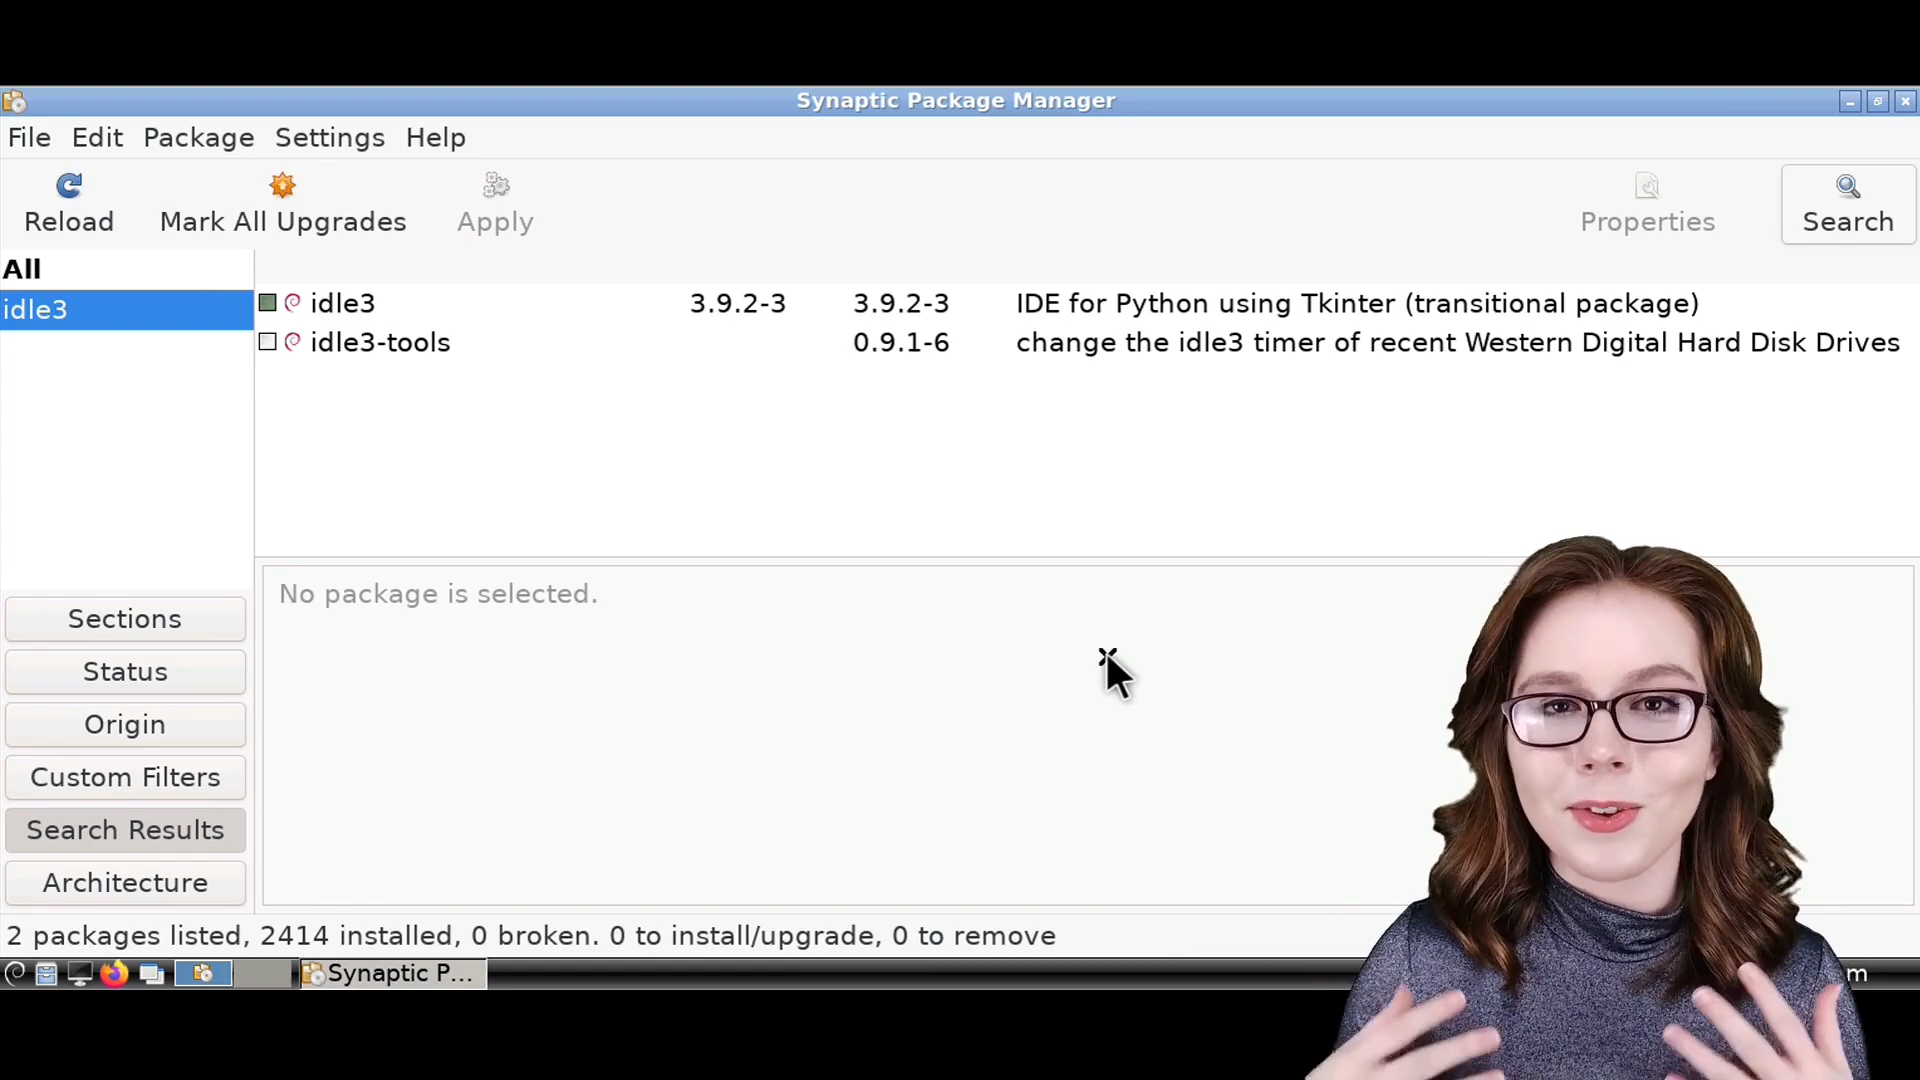 Synaptic Package Manager
File Edit Package Settings Help
Reload Mark All Upgrades Apply Properties Search
All
idle3
idle3 3.9.2-3 3.9.2-3 IDE for Python using Tkinter (transitional package)
idle3-tools 0.9.1-6 change the idle3 timer of recent Western Digital Hard Disk Drives
No package is selected.
Sections
Status
Origin
Custom Filters
Search Results
Architecture
2 packages listed, 2414 installed, 0 broken. 0 to install/upgrade, 0 to remove
Synaptic P...
m